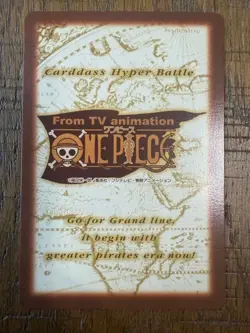 Carddass Hyper Battle
From TV animation
ワンピース
ONE PIECE
Go for Grand line,
it begin with
greater pirates era now!